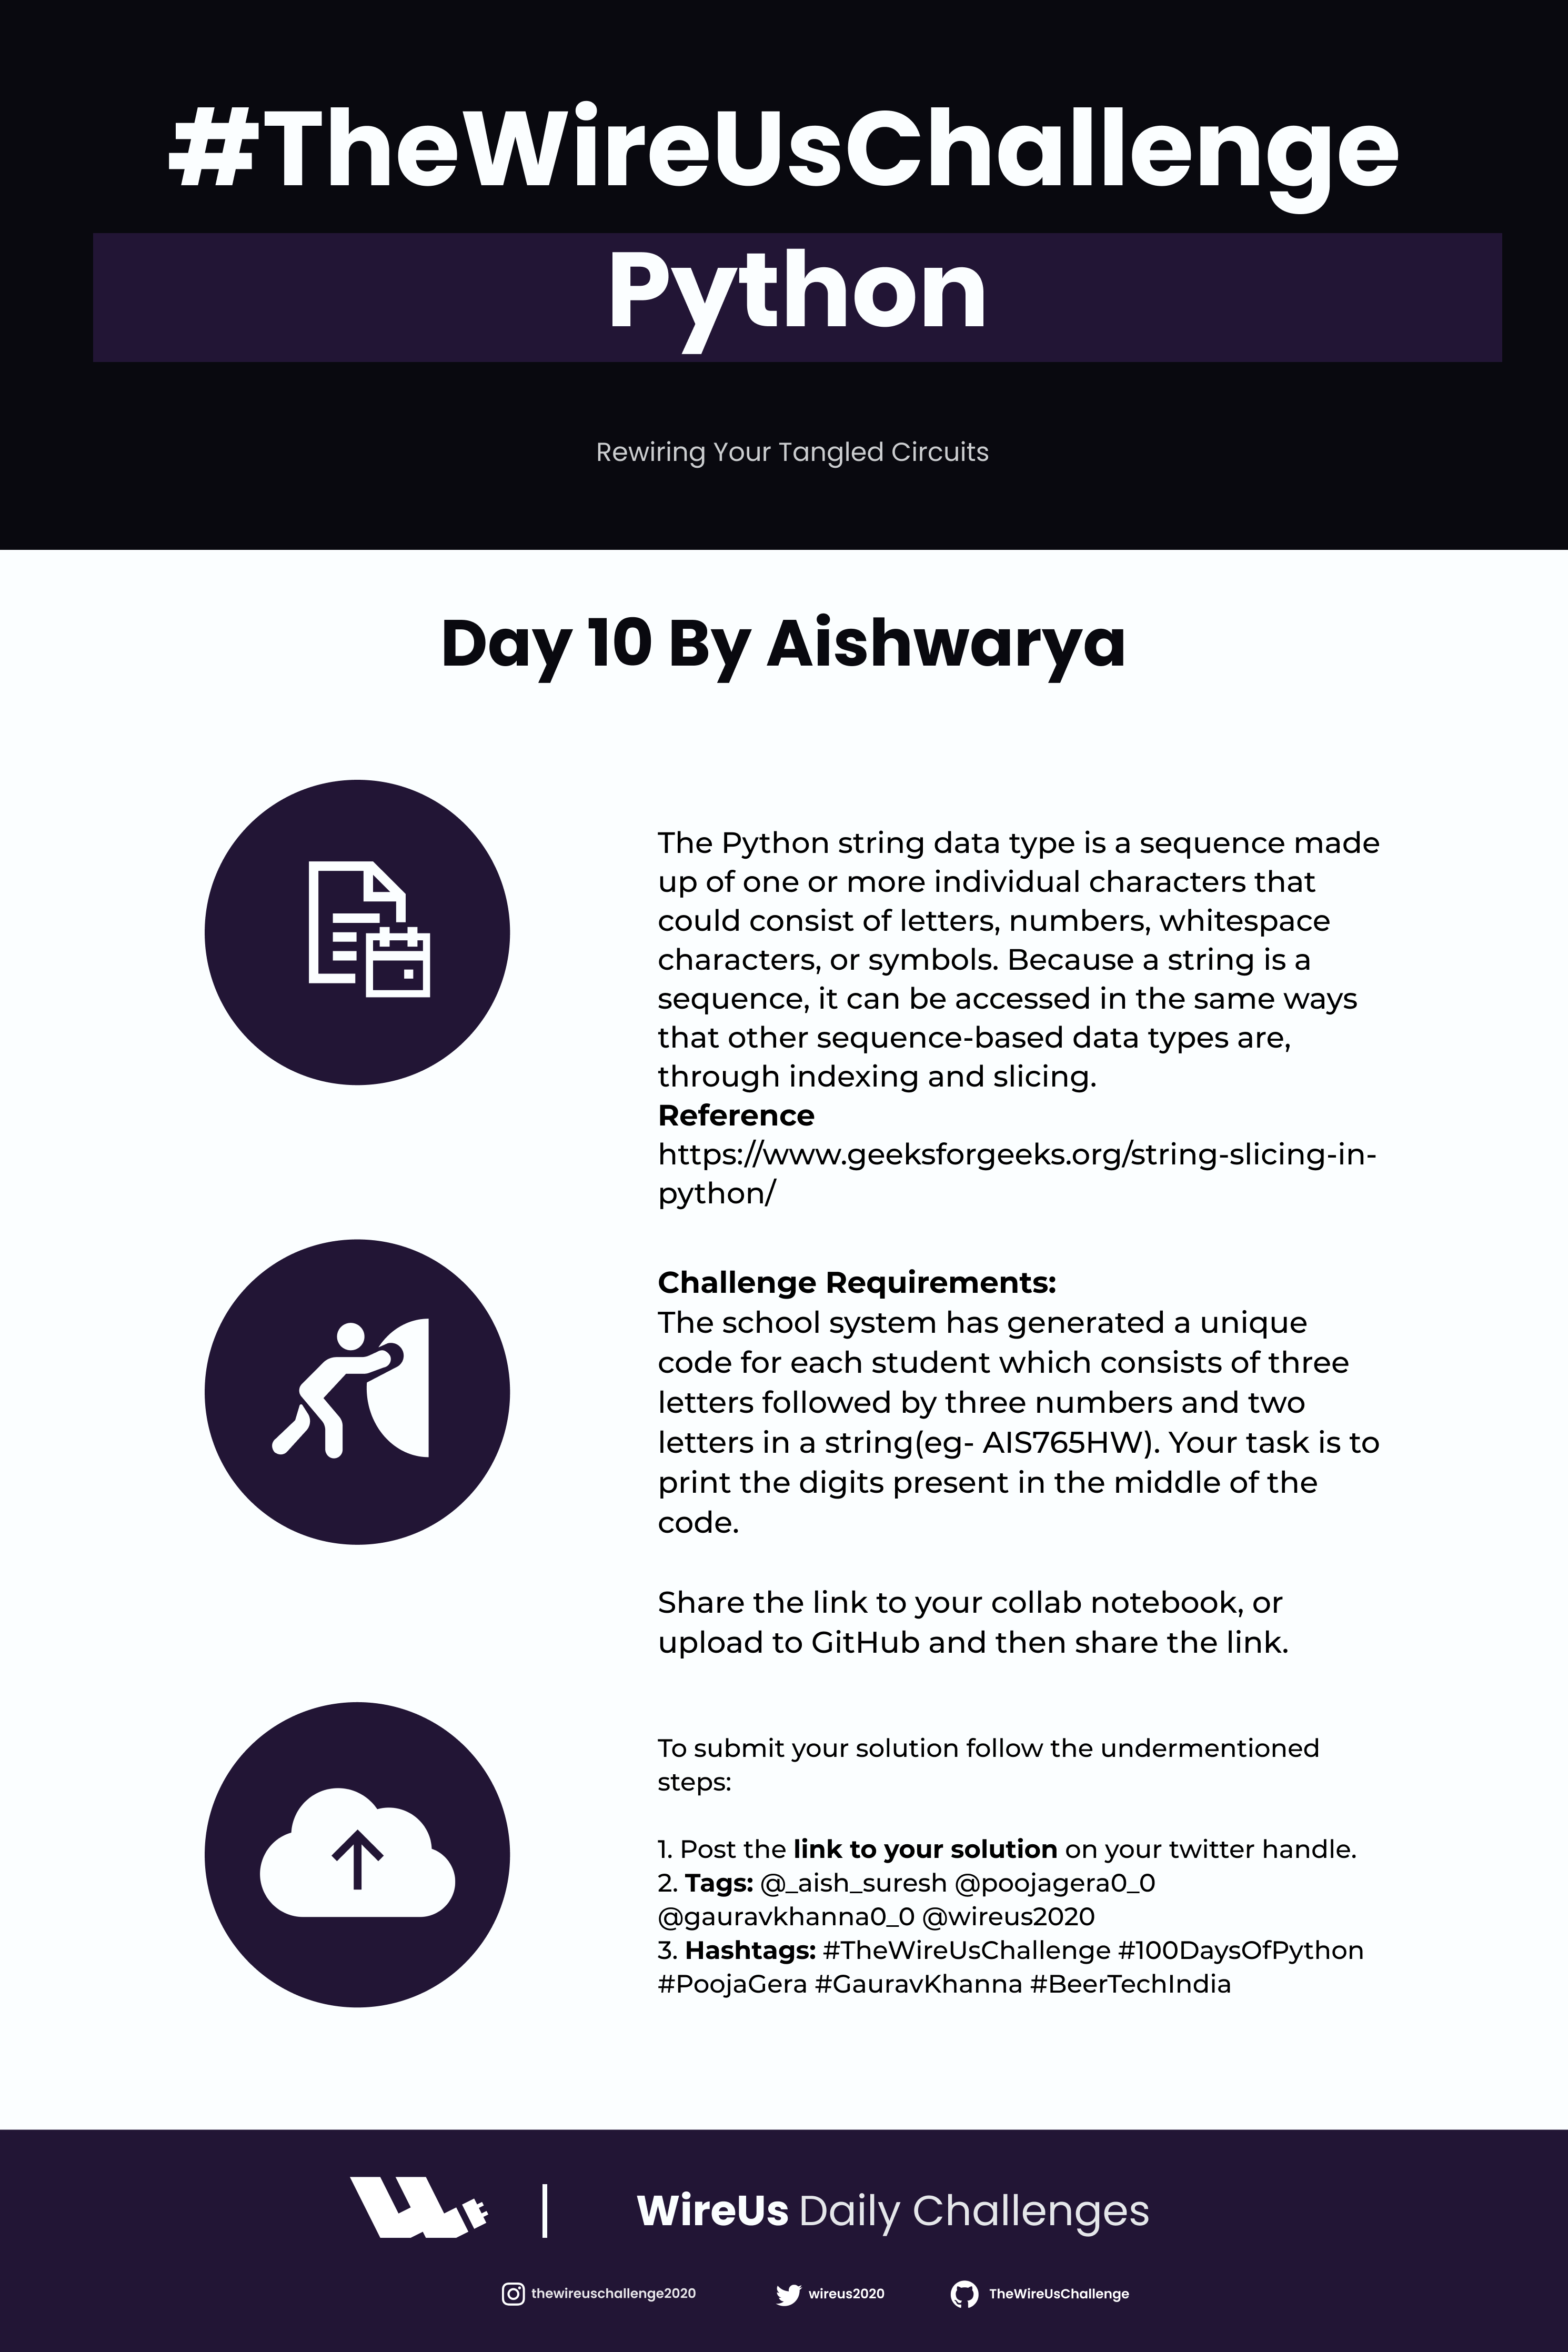 #TheWireUsChallenge
Python
Rewiring Your Tangled Circuits
Day 10 By Aishwarya
The Python string data type is a sequence made
up of one or more individual characters that
could consist of letters, numbers, whitespace
characters, or symbols. Because a string is a
sequence, it can be accessed in the same ways
that other sequence-based data types are,
through indexing and slicing.
Reference
https://www.geeksforgeeks.org/string-slicing-in-
python/
Challenge Requirements:
The school system has generated a unique
code for each student which consists of three
letters followed by three numbers and two
letters in a string(eg- AIS765HW). Your task is to
print the digits present in the middle of the
code.
Share the link to your collab notebook, or
upload to GitHub and then share the link.
To submit your solution follow the undermentioned
steps:
1. Post the link to your solution on your twitter handle.
2. Tags: @_aish_suresh @poojagera0_0
@gauravkhanna0_0 @wireus2020
3. Hashtags: #TheWireUsChallenge #100DaysOfPython
#PoojaGera #GauravKhanna #BeerTechIndia
WireUs Daily Challenges
thewireuschallenge2020 wireus2020 TheWireUsChallenge